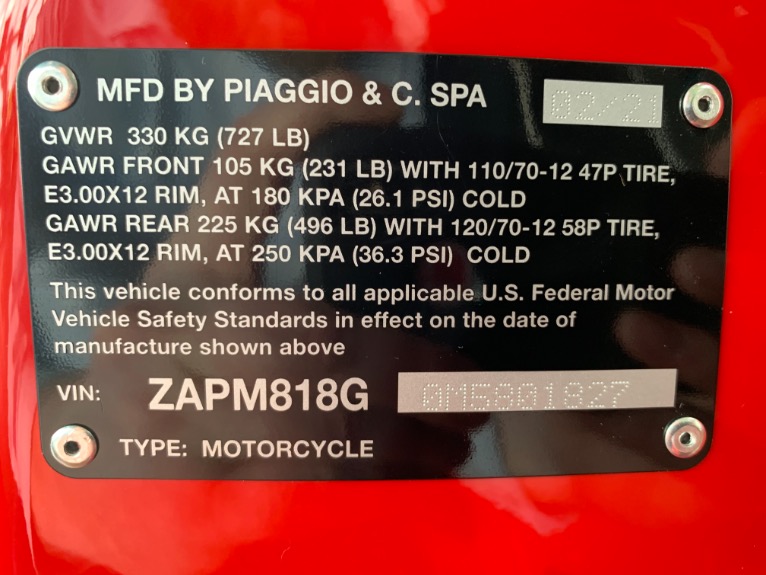 MFD BY PIAGGIO & C. SPA 02/21
GVWR 330 KG (727 LB)
GAWR FRONT 105 KG (231 LB) WITH 110/70-12 47P TIRE,
E3.00X12 RIM, AT 180 KPA (26.1 PSI) COLD
GAWR REAR 225 KG (496 LB) WITH 120/70-12 58P TIRE,
E3.00X12 RIM, AT 250 KPA (36.3 PSI) COLD
This vehicle conforms to all applicable U.S. Federal Motor
Vehicle Safety Standards in effect on the date of
manufacture shown above
VIN: ZAPM818G 0M5001827
TYPE: MOTORCYCLE